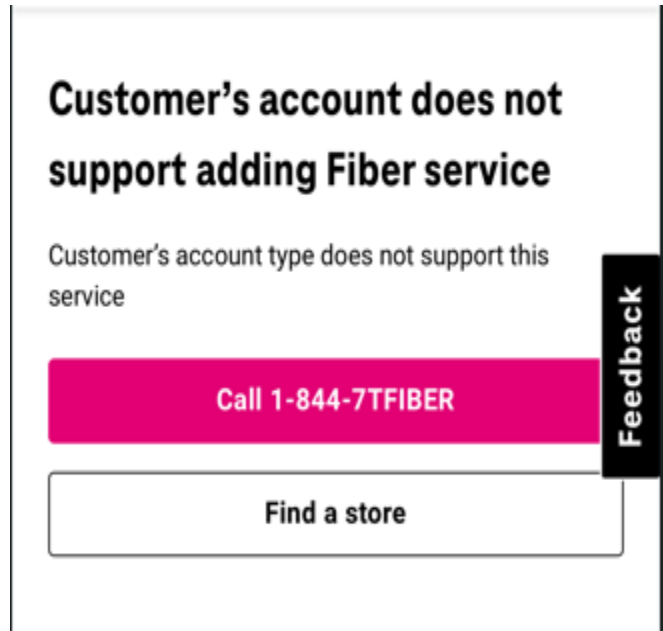 Customer’s account does not
support adding Fiber service
Customer’s account type does not support this
service
Feedback
Call 1-844-7TFIBER
Find a store